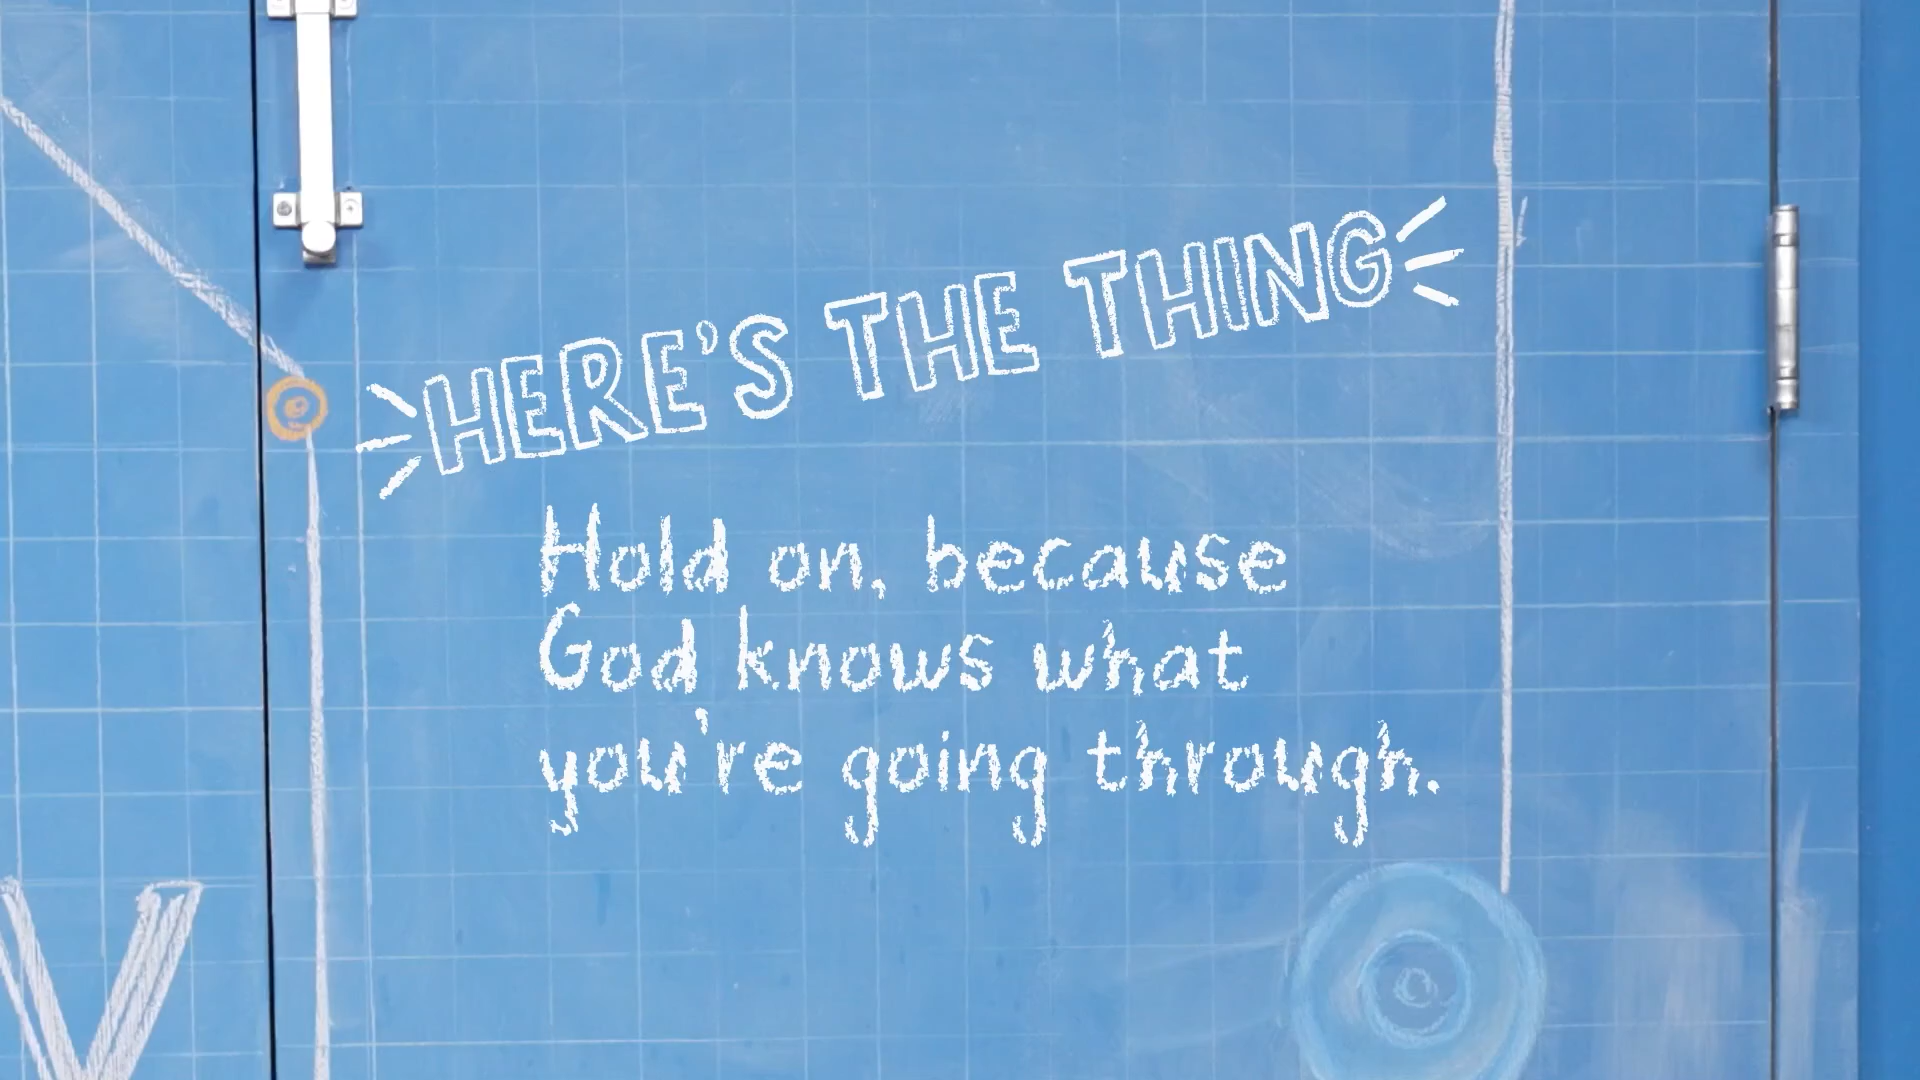 HERE'S THE THING
Hold on, because
God knows what
you're going through.